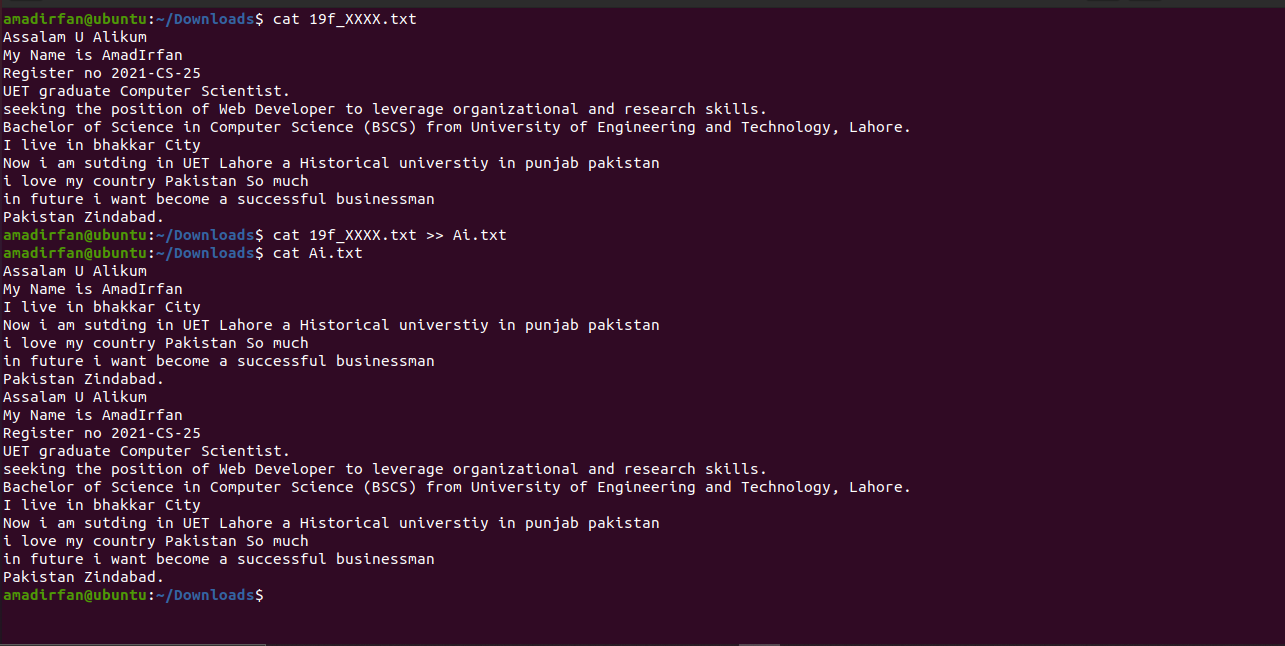 amadirfan@ubuntu:~/Downloads$ cat 19f_XXXX.txt
Assalam U Alikum
My Name is AmadIrfan
Register no 2021-CS-25
UET graduate Computer Scientist.
seeking the position of Web Developer to leverage organizational and research skills.
Bachelor of Science in Computer Science (BSCS) from University of Engineering and Technology, Lahore.
I live in bhakkar City
Now i am sutding in UET Lahore a Historical universtiy in punjab pakistan
i love my country Pakistan So much
in future i want become a successful businessman
Pakistan Zindabad.
amadirfan@ubuntu:~/Downloads$ cat 19f_XXXX.txt >> Ai.txt
amadirfan@ubuntu:~/Downloads$ cat Ai.txt
Assalam U Alikum
My Name is AmadIrfan
I live in bhakkar City
Now i am sutding in UET Lahore a Historical universtiy in punjab pakistan
i love my country Pakistan So much
in future i want become a successful businessman
Pakistan Zindabad.
Assalam U Alikum
My Name is AmadIrfan
Register no 2021-CS-25
UET graduate Computer Scientist.
seeking the position of Web Developer to leverage organizational and research skills.
Bachelor of Science in Computer Science (BSCS) from University of Engineering and Technology, Lahore.
I live in bhakkar City
Now i am sutding in UET Lahore a Historical universtiy in punjab pakistan
i love my country Pakistan So much
in future i want become a successful businessman
Pakistan Zindabad.
amadirfan@ubuntu:~/Downloads$